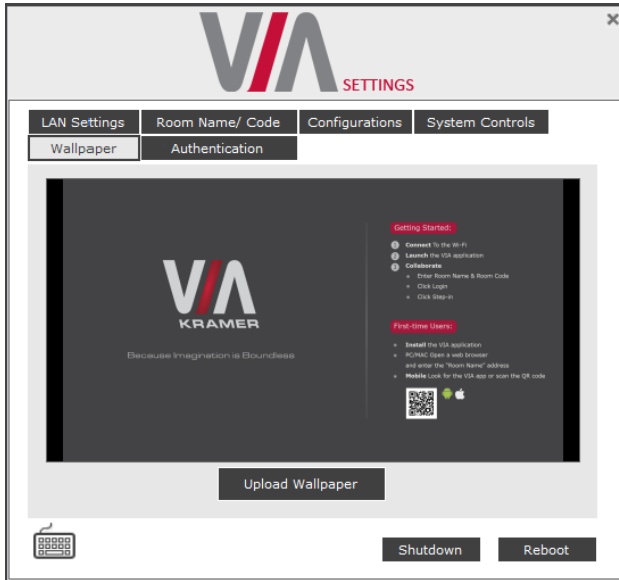 VIA
SETTINGS
LAN Settings
Room Name/ Code
Configurations
System Controls
Wallpaper
Authentication
VIA
KRAMER
Because Imagination is Boundless
Getting Started:
1 Connect To the Wi-Fi
2 Launch the VIA application
3 Collaborate
Enter Room Name & Room Code
Click Login
Click Step-in
First-time Users:
Install the VIA application
PC/MAC Open a web browser
and enter the "Room Name" address
Mobile Look for the VIA app or scan the QR code
Upload Wallpaper
Shutdown
Reboot